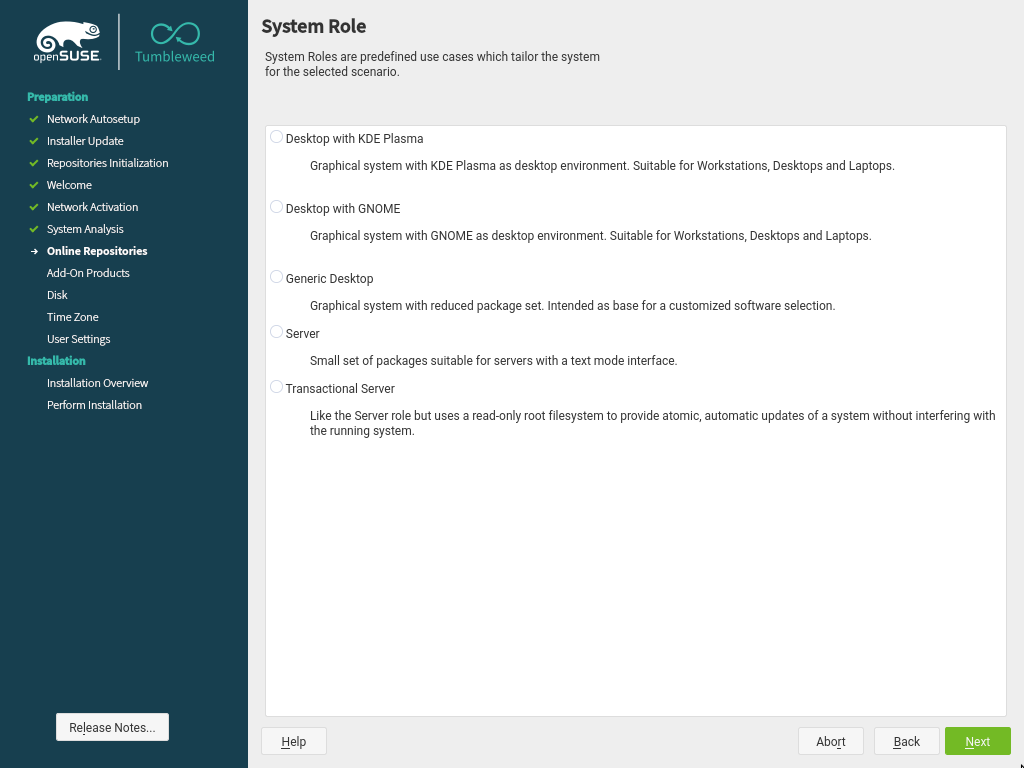 openSUSE
Tumbleweed
Preparation
Network Autosetup
Installer Update
Repositories Initialization
Welcome
Network Activation
System Analysis
Online Repositories
Add-On Products
Disk
Time Zone
User Settings
Installation
Installation Overview
Perform Installation
Release Notes...
System Role
System Roles are predefined use cases which tailor the system
for the selected scenario.
Desktop with KDE Plasma
Graphical system with KDE Plasma as desktop environment. Suitable for Workstations, Desktops and Laptops.
Desktop with GNOME
Graphical system with GNOME as desktop environment. Suitable for Workstations, Desktops and Laptops.
Generic Desktop
Graphical system with reduced package set. Intended as base for a customized software selection.
Server
Small set of packages suitable for servers with a text mode interface.
Transactional Server
Like the Server role but uses a read-only root filesystem to provide atomic, automatic updates of a system without interfering with
the running system.
Help
Abort
Back
Next